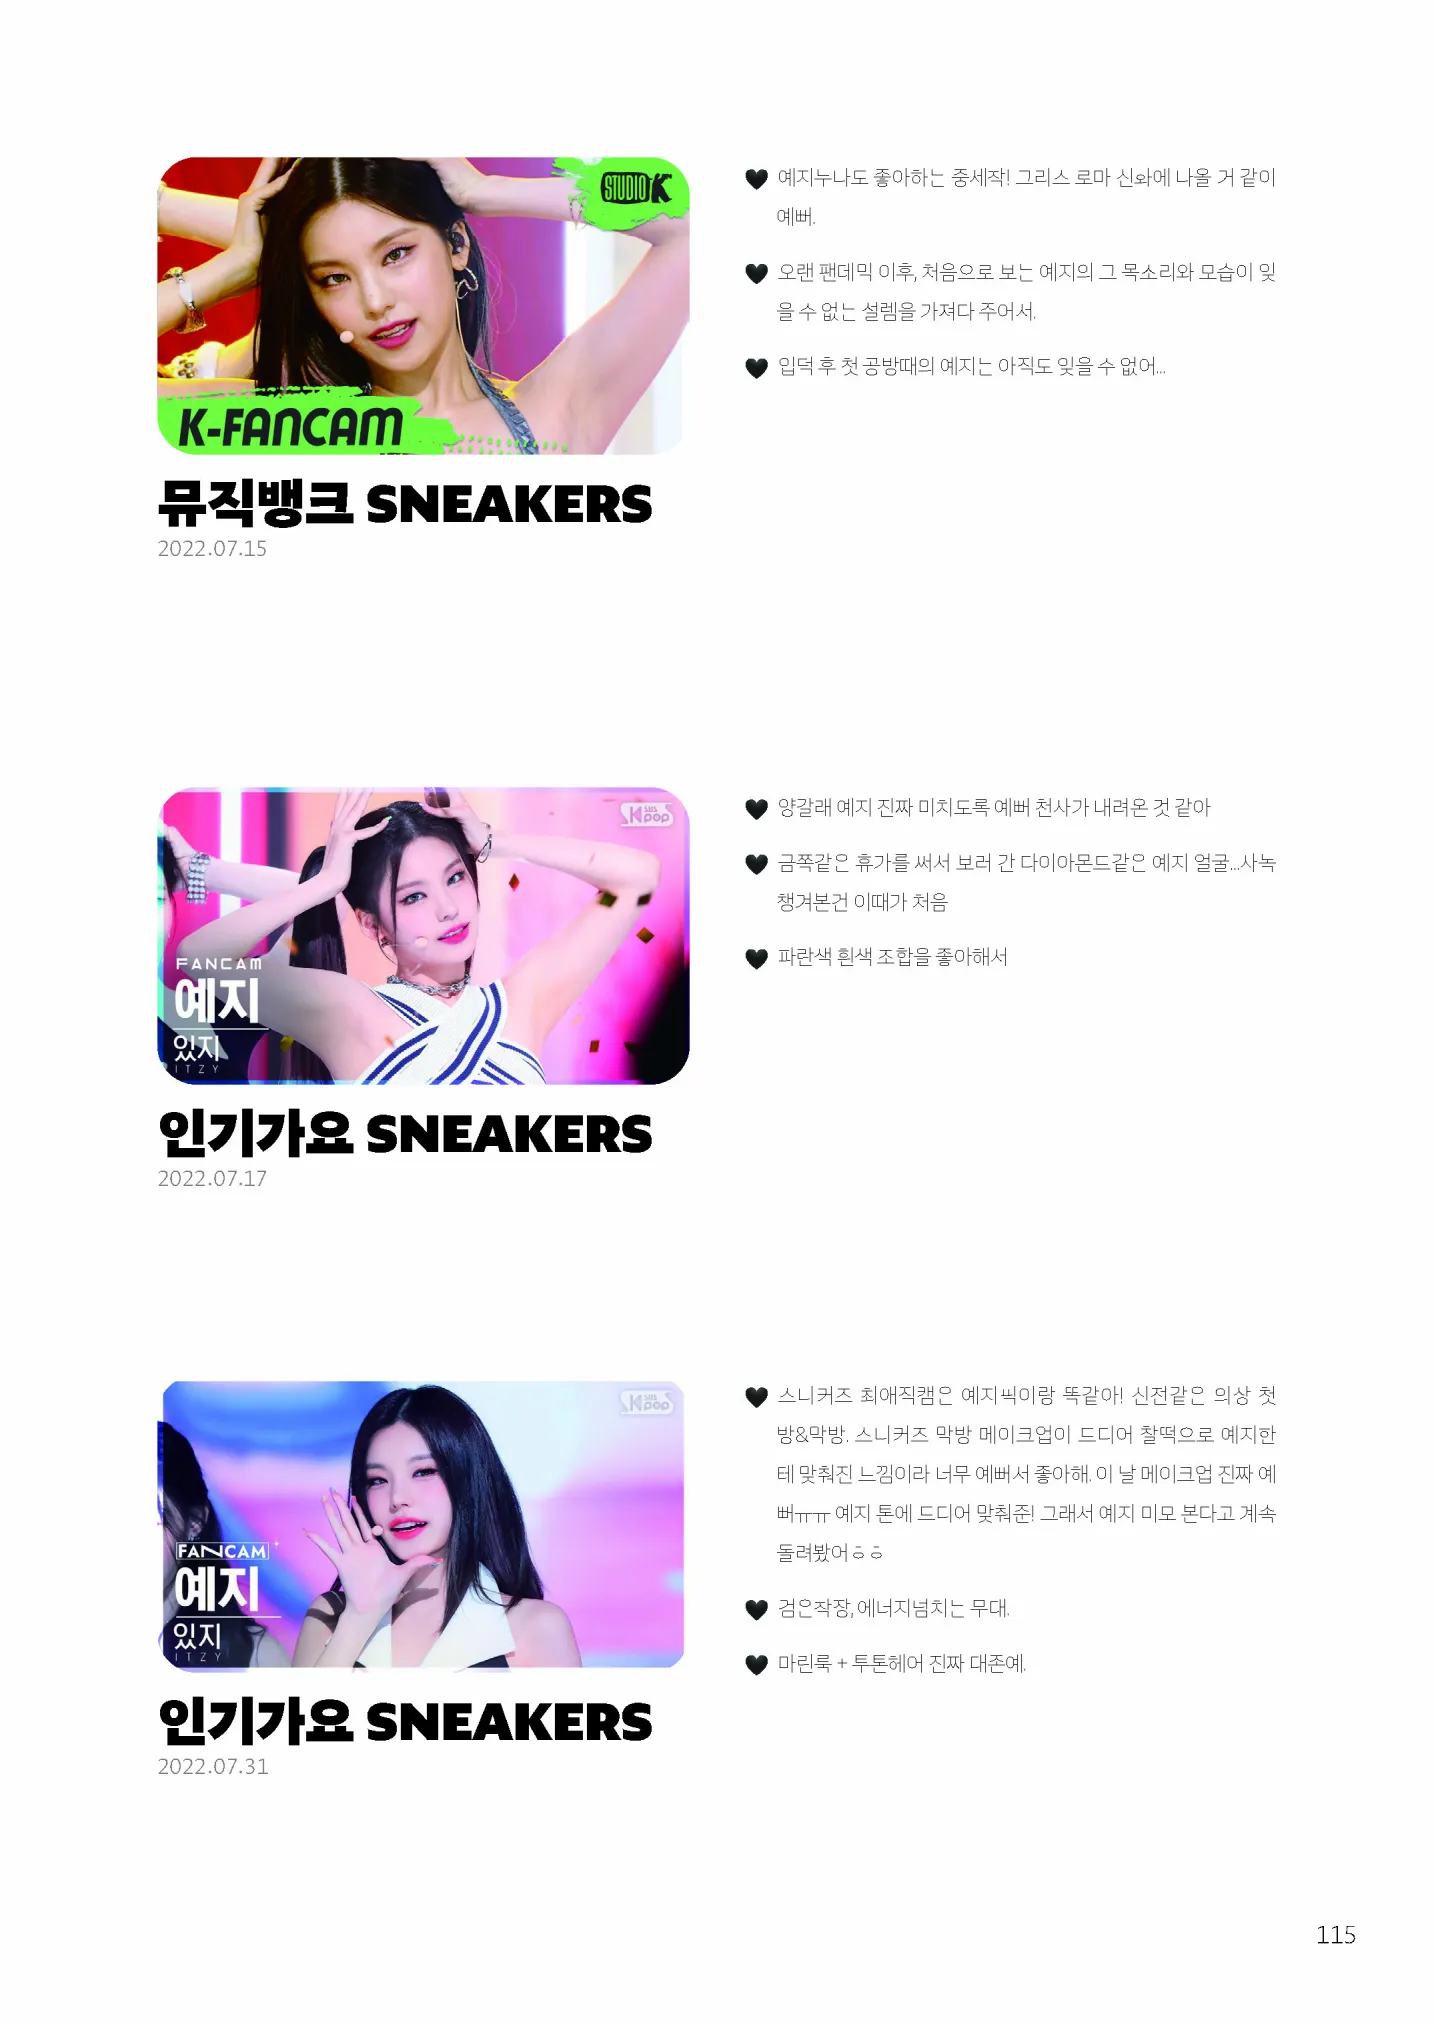 STUDIO K
K-FANCAM
뮤직뱅크 SNEAKERS
2022.07.15
🖤 예지누나도 좋아하는 중세작! 그리스 로마 신화에 나올 거 같이
예뻐.
🖤 오랜 팬데믹 이후, 처음으로 보는 예지의 그 목소리와 모습이 잊
을 수 없는 설렘을 가져다 주어서.
🖤 입덕 후 첫 공방때의 예지는 아직도 잊을 수 없어...
SBS
Kpop
FANCAM
예지
있지
ITZY
인기가요 SNEAKERS
2022.07.17
🖤 양갈래 예지 진짜 미치도록 예뻐 천사가 내려온 것 같아
🖤 금쪽같은 휴가를 써서 보러 간 다이아몬드같은 예지 얼굴...사녹
챙겨본건 이때가 처음
🖤 파란색 흰색 조합을 좋아해서
SBS
Kpop
FANCAM
예지
있지
ITZY
인기가요 SNEAKERS
2022.07.31
🖤 스니커즈 최애직캠은 예지픽이랑 똑같아! 신전같은 의상 첫
방&막방. 스니커즈 막방 메이크업이 드디어 찰떡으로 예지한
테 맞춰진 느낌이라 너무 예뻐서 좋아해. 이 날 메이크업 진짜 예
뻐ㅠㅠ 예지 톤에 드디어 맞춰준! 그래서 예지 미모 본다고 계속
돌려봤어ㅎㅎ
🖤 검은착장, 에너지넘치는 무대.
🖤 마린룩 + 투톤헤어 진짜 대존예.
115